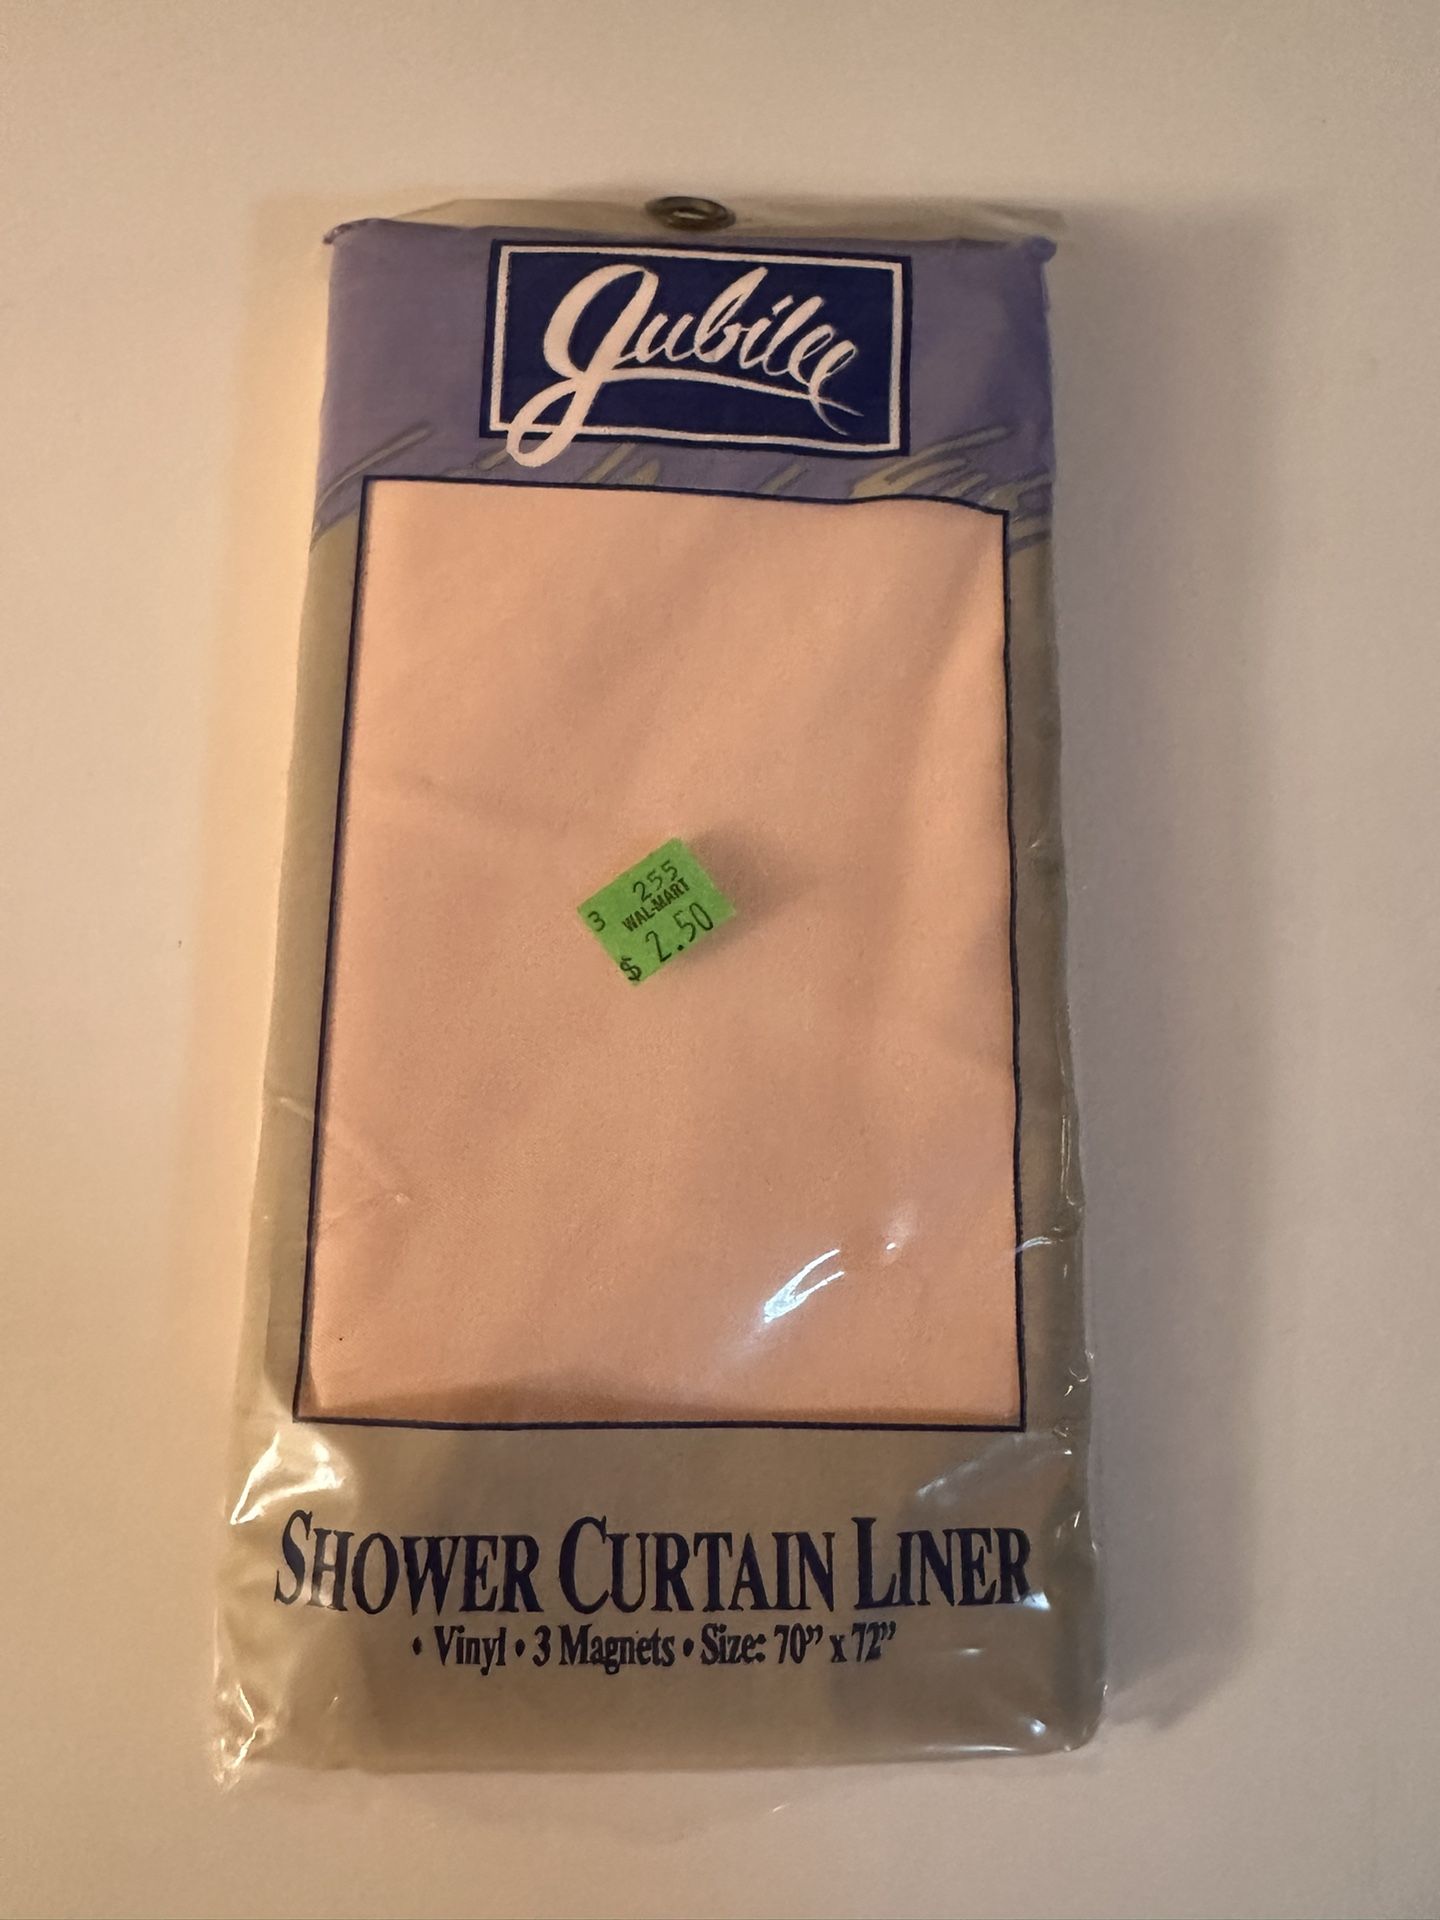 Jubilee
255
3 WAL-MART
$ 2.50
SHOWER CURTAIN LINER
• Vinyl • 3 Magnets • Size: 70” x 72”